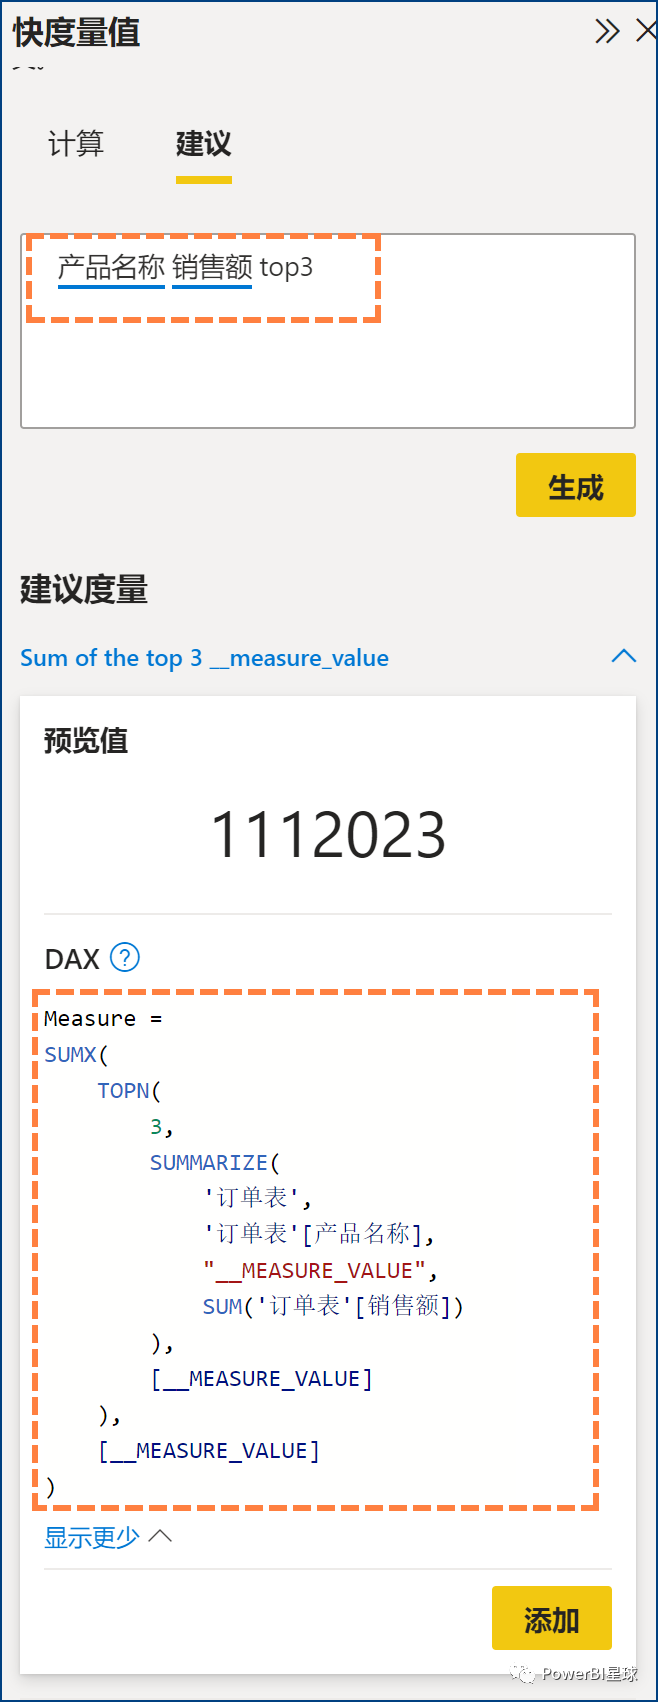 快度量值
计算 建议
产品名称 销售额 top3
生成
建议度量
Sum of the top 3 __measure_value
预览值
1112023
DAX ?
Measure =
SUMX(
    TOPN(
        3,
        SUMMARIZE(
            '订单表',
            '订单表'[产品名称],
            "__MEASURE_VALUE",
            SUM('订单表'[销售额])
        ),
        [__MEASURE_VALUE]
    ),
    [__MEASURE_VALUE]
)
显示更少
添加
PowerBI星球